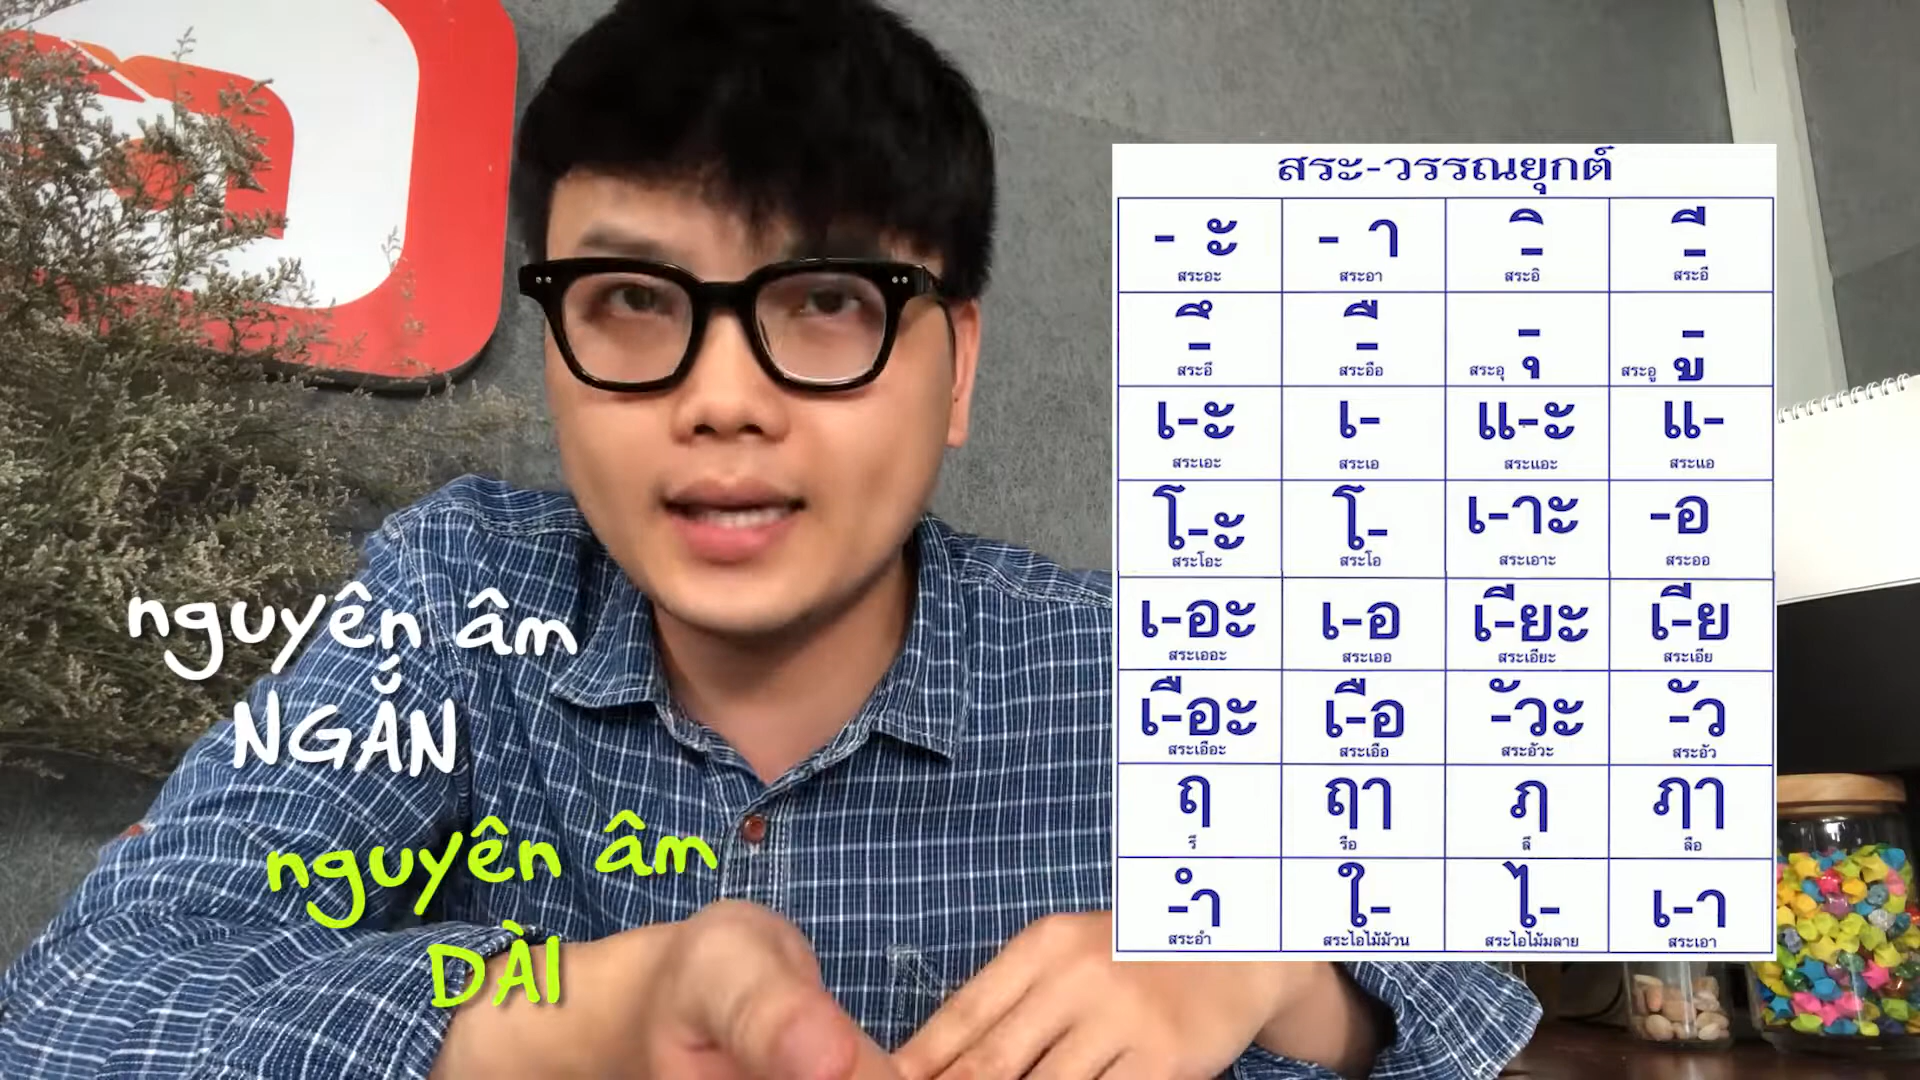 nguyên âm
NGẮN
nguyên âm
DÀI
สระ-วรรณยุกต์
-ะ -า -ิ -ี
สระอะ สระอา สระอิ สระอี
-ึ -ื -ุ -ู
สระอึ สระอือ สระอุ สระอู
เ-ะ เ- แ-ะ แ-
สระเอะ สระเอ สระแอะ สระแอ
โ-ะ โ- เ-าะ -อ
สระโอะ สระโอ สระเอาะ สระออ
เ-อะ เ-อ เ-ียะ เ-ีย
สระเออะ สระเออ สระเอียะ สระเอีย
เ-ือะ เ-ือ -ัวะ -ัว
สระเอือะ สระเอือ สระอัวะ สระอัว
ฤ ฤๅ ฦ ฦๅ
รึ รือ ลึ ลือ
-ำ ใ- ไ- เ-า
สระอำ สระไอไม้ม้วน สระไอไม้มลาย สระเอา